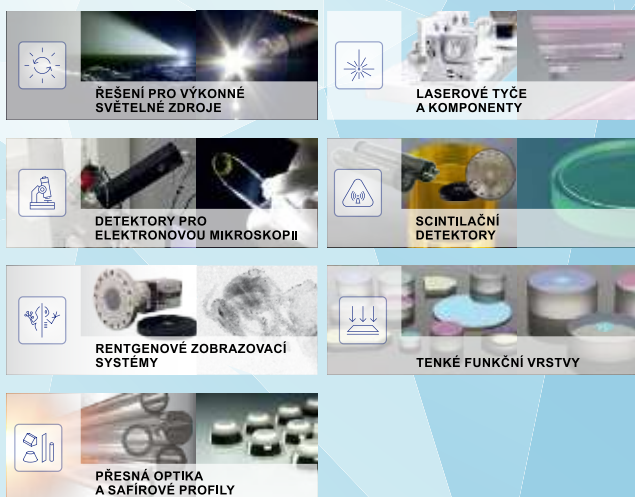 ŘEŠENÍ PRO VÝKONNÉ
SVĚTELNÉ ZDROJE
LASEROVÉ TYČE
A KOMPONENTY
DETEKTORY PRO
ELEKTRONOVOU MIKROSKOPII
SCINTILAČNÍ
DETEKTORY
RENTGENOVÉ ZOBRAZOVACÍ
SYSTÉMY
TENKÉ FUNKČNÍ VRSTVY
PŘESNÁ OPTIKA
A SAFÍROVÉ PROFILY